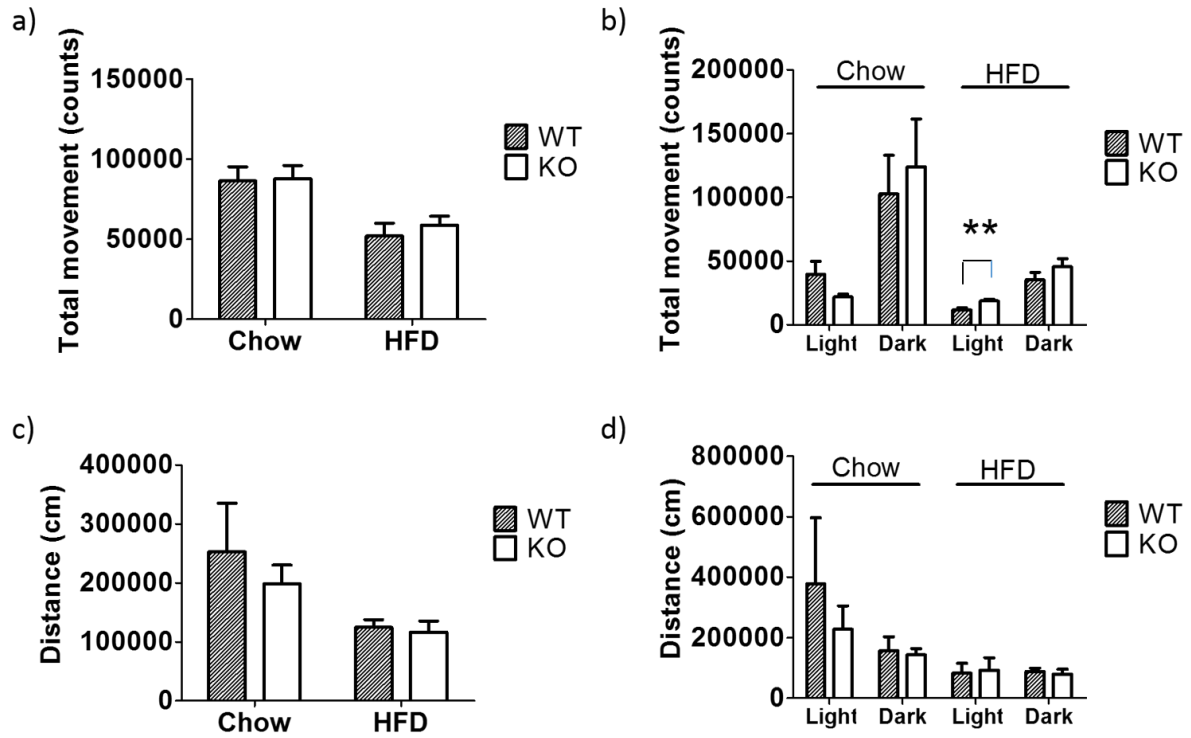 a)
Total movement (counts)
150000
100000
50000
0
Chow HFD
WT
KO
b)
Total movement (counts)
200000
150000
100000
50000
0
Chow HFD
**
Light Dark Light Dark
WT
KO
c)
Distance (cm)
400000
300000
200000
100000
0
Chow HFD
WT
KO
d)
Distance (cm)
800000
600000
400000
200000
0
Chow HFD
Light Dark Light Dark
WT
KO